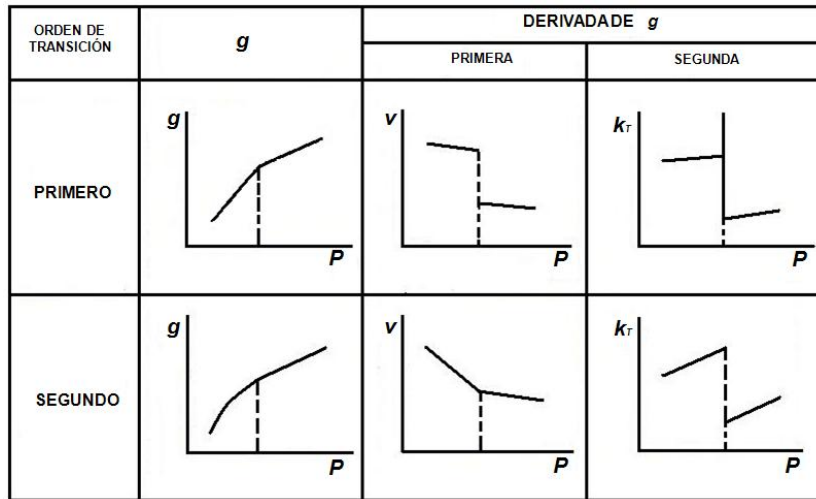 ORDEN DE
TRANSICIÓN
g
DERIVADA DE g
PRIMERA
SEGUNDA
PRIMERO
g
P
v
P
kT
P
SEGUNDO
g
P
v
P
kT
P